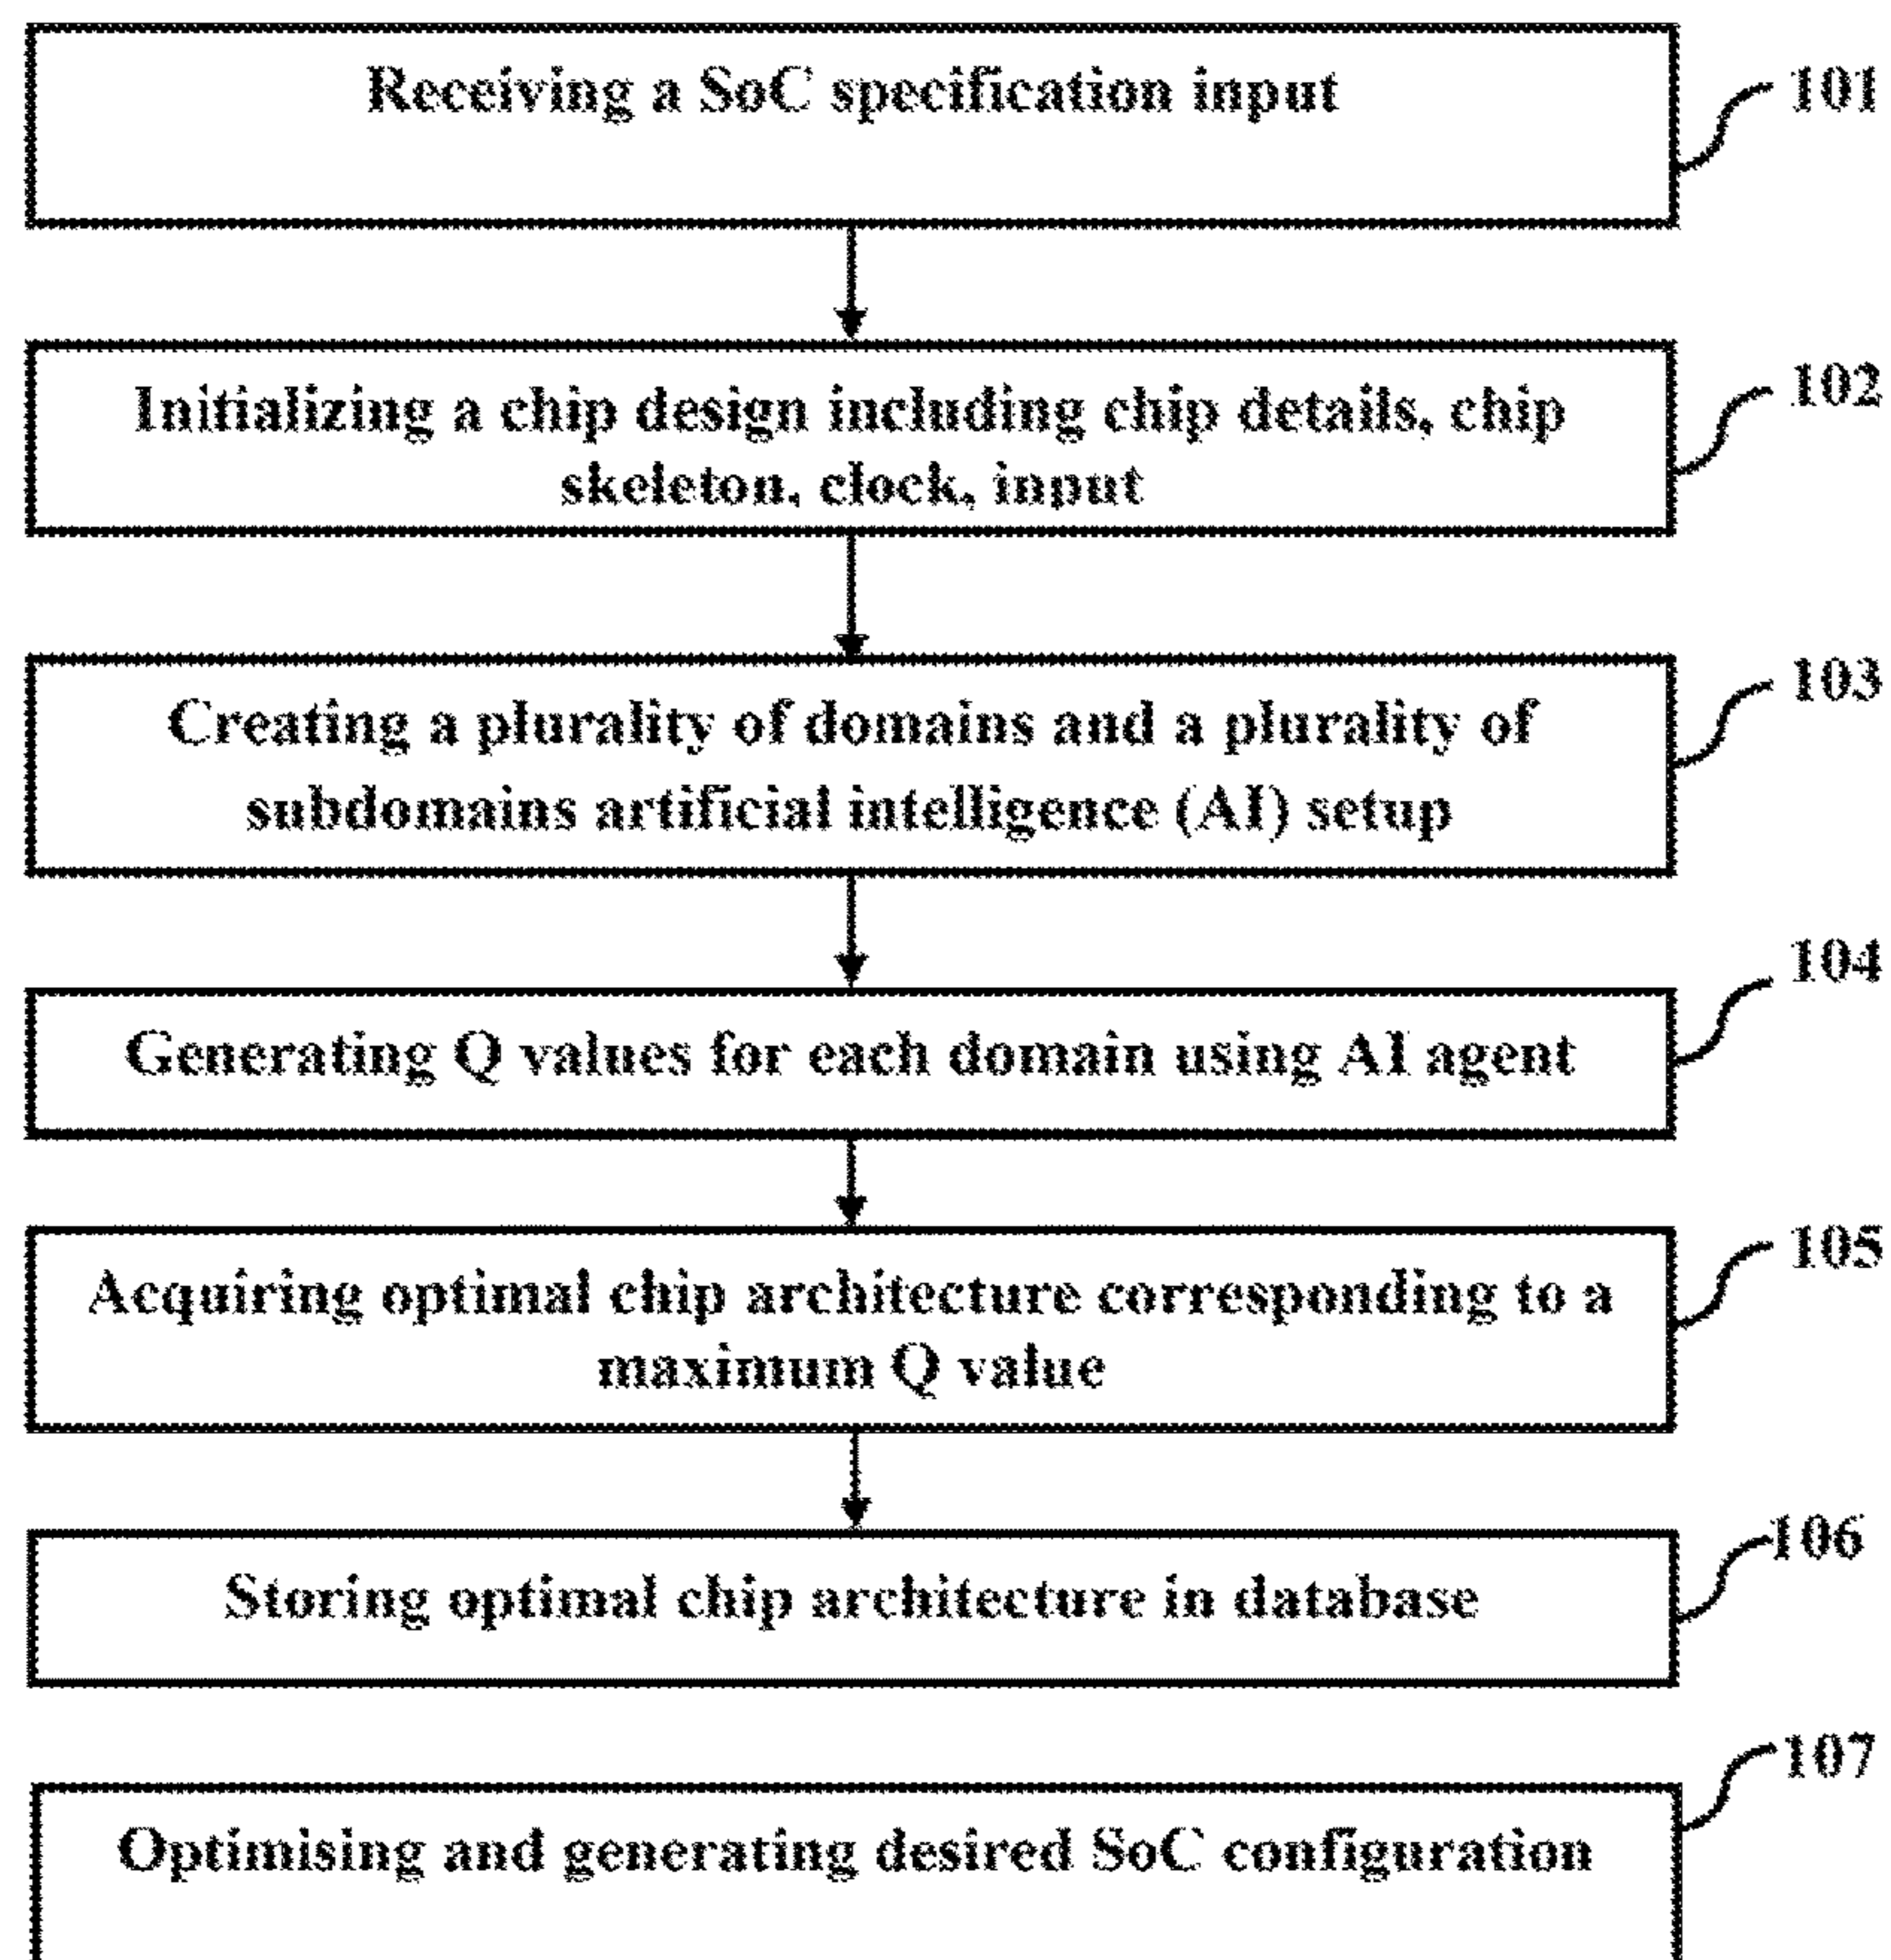 Receiving a SoC specification input
101
Initializing a chip design including chip details, chip
skeleton, clock, input
102
Creating a plurality of domains and a plurality of
subdomains artificial intelligence (AI) setup
103
Generating Q values for each domain using AI agent
104
Acquiring optimal chip architecture corresponding to a
maximum Q value
105
Storing optimal chip architecture in database
106
Optimising and generating desired SoC configuration
107